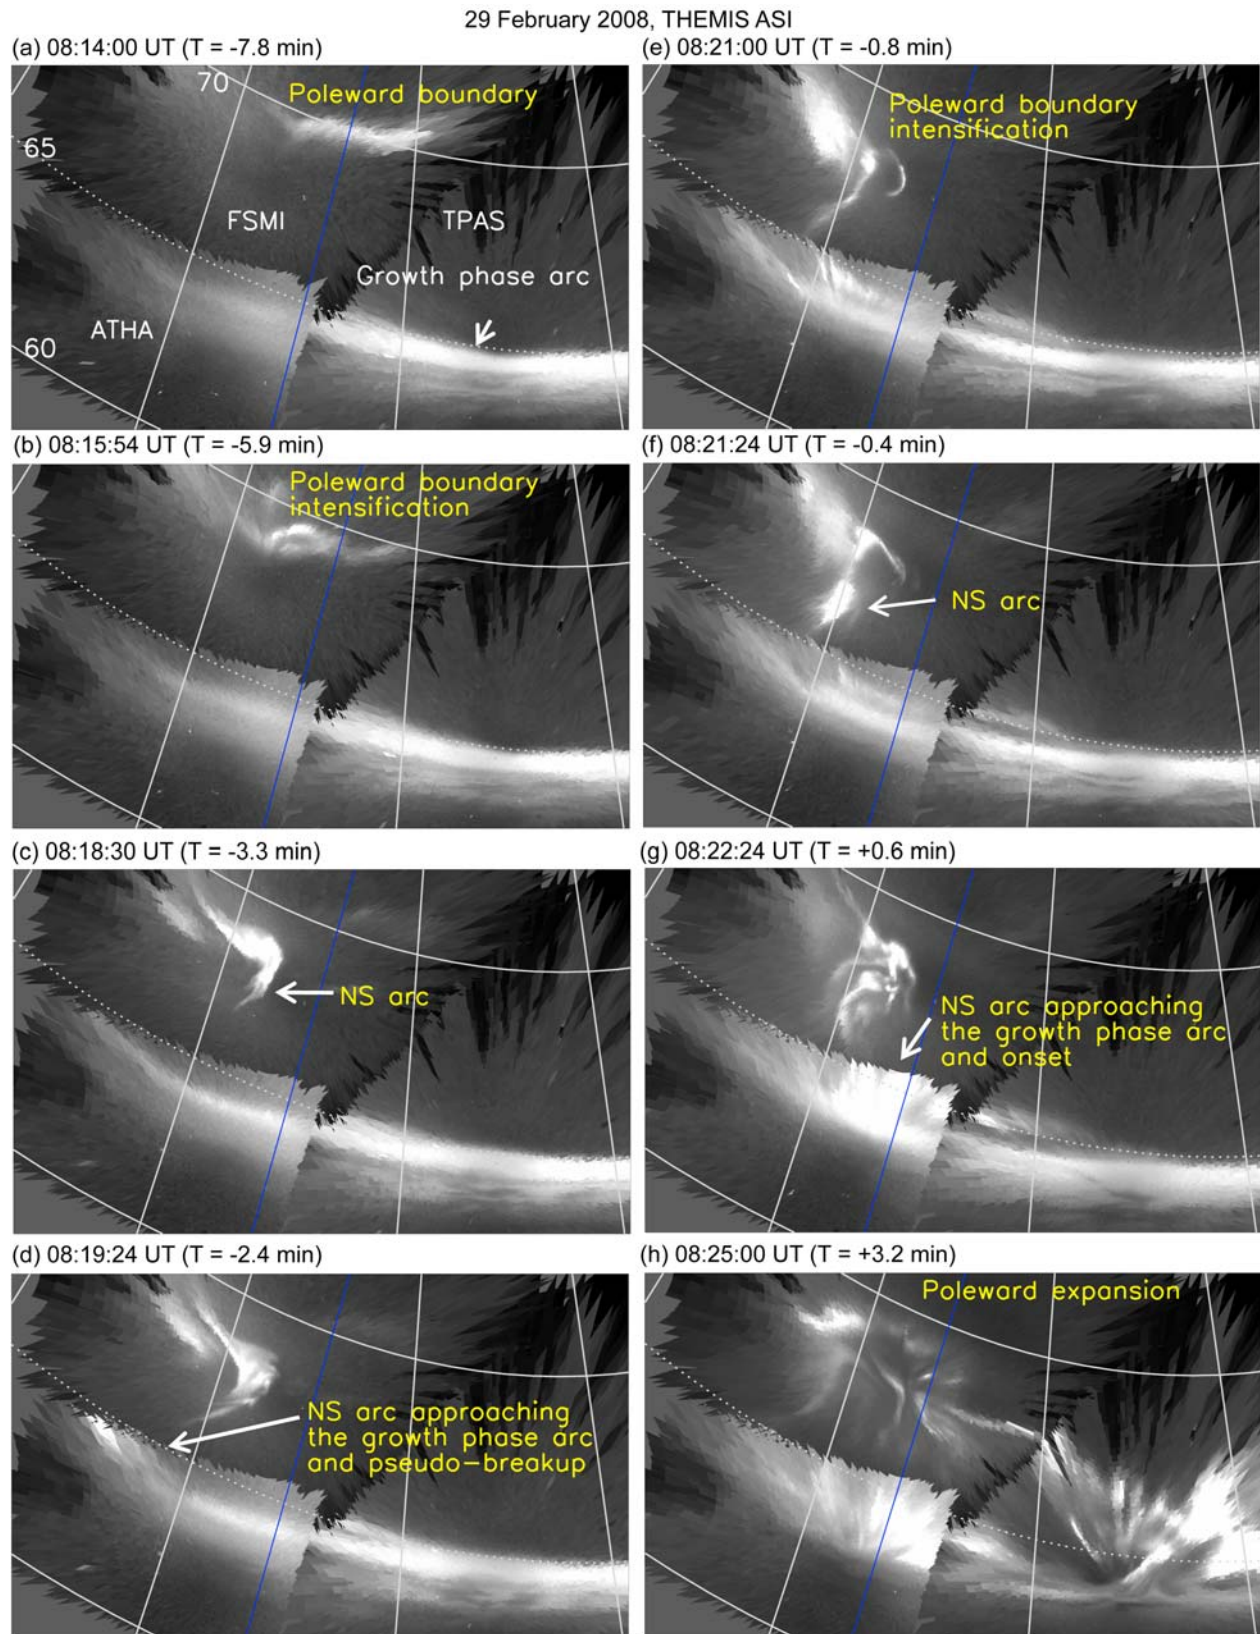 29 February 2008, THEMIS ASI
(a) 08:14:00 UT (T = -7.8 min)
70
Poleward boundary
65
FSMI
TPAS
Growth phase arc
ATHA
60
(b) 08:15:54 UT (T = -5.9 min)
Poleward boundary
intensification
(c) 08:18:30 UT (T = -3.3 min)
NS arc
(d) 08:19:24 UT (T = -2.4 min)
NS arc approaching
the growth phase arc
and pseudo-breakup
(e) 08:21:00 UT (T = -0.8 min)
Poleward boundary
intensification
(f) 08:21:24 UT (T = -0.4 min)
NS arc
(g) 08:22:24 UT (T = +0.6 min)
NS arc approaching
the growth phase arc
and onset
(h) 08:25:00 UT (T = +3.2 min)
Poleward expansion